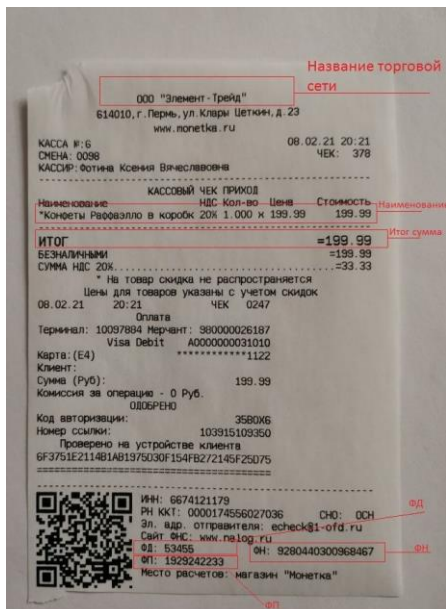 Название торговой
сети
ООО "Элемент-Трейд"
614010,г.Пермь,ул.Клары Цеткин,д.23
www.monetka.ru
КАССА №:6 08.02.21 20:21
СМЕНА: 0098 ЧЕК: 378
КАССИР:Фотина Ксения Вячеславовна
КАССОВЫЙ ЧЕК ПРИХОД
Наименование НДС Кол-во Цена Стоимость Наименование
*Конфеты Раффаэлло в коробк 20% 1.000 х 199.99 199.99
Итог сумма
ИТОГ =199.99
БЕЗНАЛИЧНЫМИ =199.99
СУММА НДС 20%..............................=33.33
* На товар скидка не распространяется
Цены для товаров указаны с учетом скидок
08.02.21 20:21 ЧЕК 0247
Оплата
Терминал: 10097884 Мерчант: 980000026187
Visa Debit A0000000031010
Карта:(E4) ************1122
Клиент:
Сумма (Руб): 199.99
Комиссия за операцию - 0 Руб.
ОДОБРЕНО
Код авторизации: 35B0X6
Номер ссылки: 103915109350
Проверено на устройстве клиента
6F3751E2114B1AB1975D30F154FB272145F25D75
ИНН: 6674121179
РН ККТ: 0000174556027036 СНО: ОСН
Эл. адр. отправителя: echeck@1-ofd.ru
Сайт ФНС: www.nalog.ru
ФД
ФД: 53455 ФН: 9280440300968467 ФН
ФП: 1929242233
Место расчетов: магазин "Монетка"
ФП